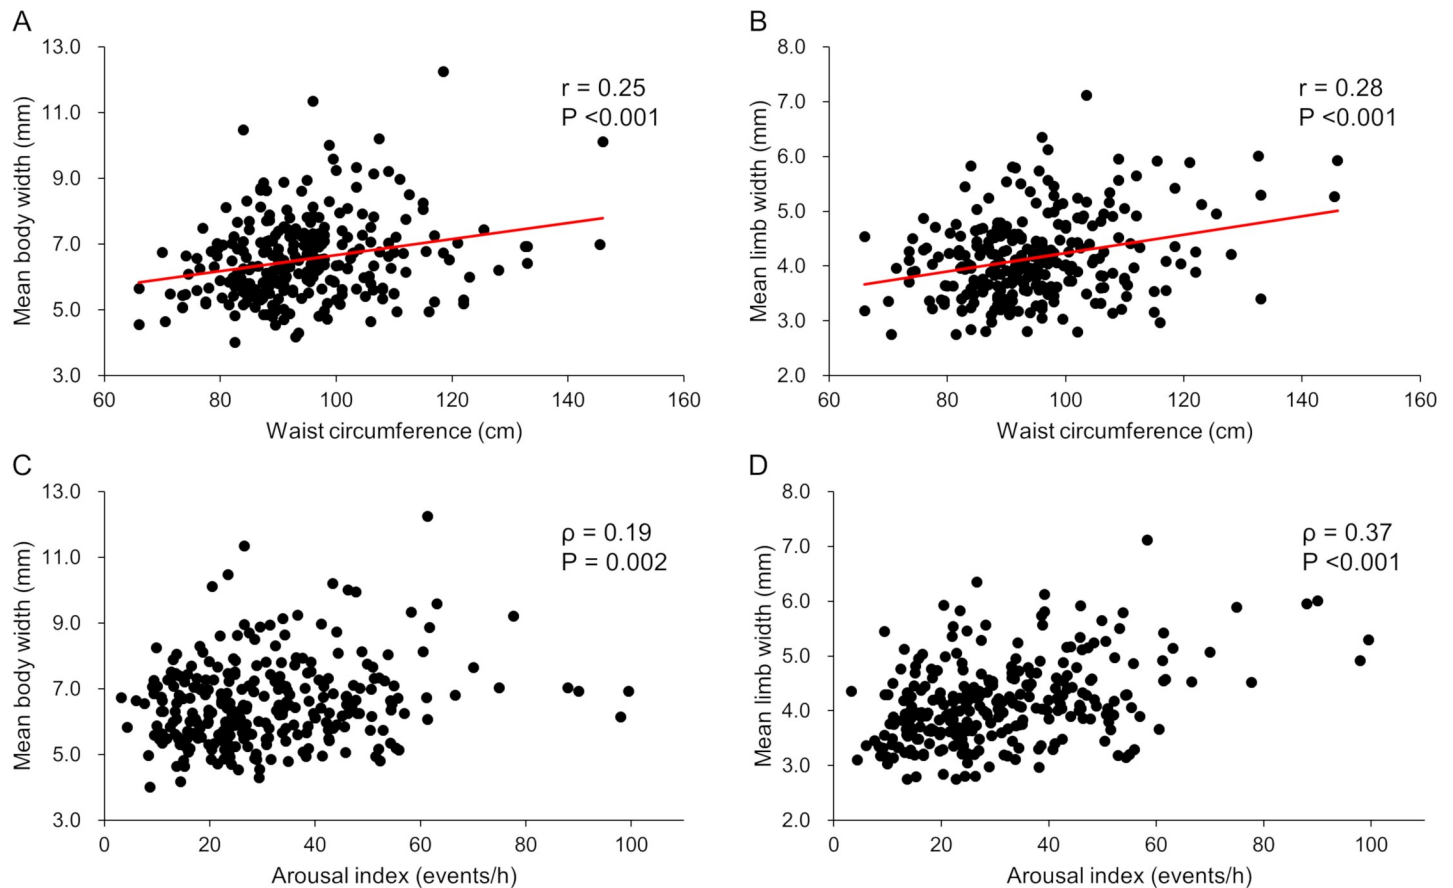 A
13.0
11.0
9.0
7.0
5.0
3.0
Mean body width (mm)
r = 0.25
P <0.001
60 80 100 120 140 160
Waist circumference (cm)
B
8.0
7.0
6.0
5.0
4.0
3.0
2.0
Mean limb width (mm)
r = 0.28
P <0.001
60 80 100 120 140 160
Waist circumference (cm)
C
13.0
11.0
9.0
7.0
5.0
3.0
Mean body width (mm)
ρ = 0.19
P = 0.002
0 20 40 60 80 100
Arousal index (events/h)
D
8.0
7.0
6.0
5.0
4.0
3.0
2.0
Mean limb width (mm)
ρ = 0.37
P <0.001
0 20 40 60 80 100
Arousal index (events/h)